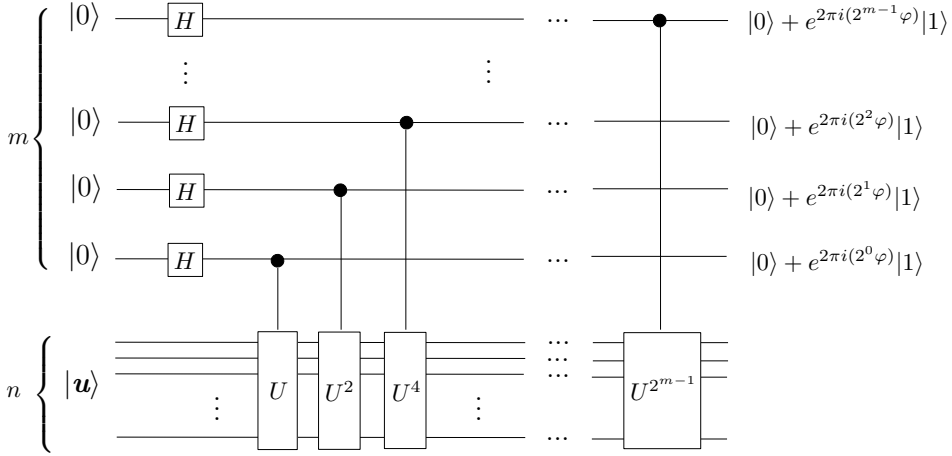 |0⟩ H ... |0⟩ + e^{2πi(2^{m−1}φ)}|1⟩
⋮ ⋮
m |0⟩ H ... |0⟩ + e^{2πi(2^2φ)}|1⟩
|0⟩ H ... |0⟩ + e^{2πi(2^1φ)}|1⟩
|0⟩ H ... |0⟩ + e^{2πi(2^0φ)}|1⟩
...
...
...
n |u⟩ ⋮ U U^2 U^4 ⋮ U^{2^{m−1}}
...